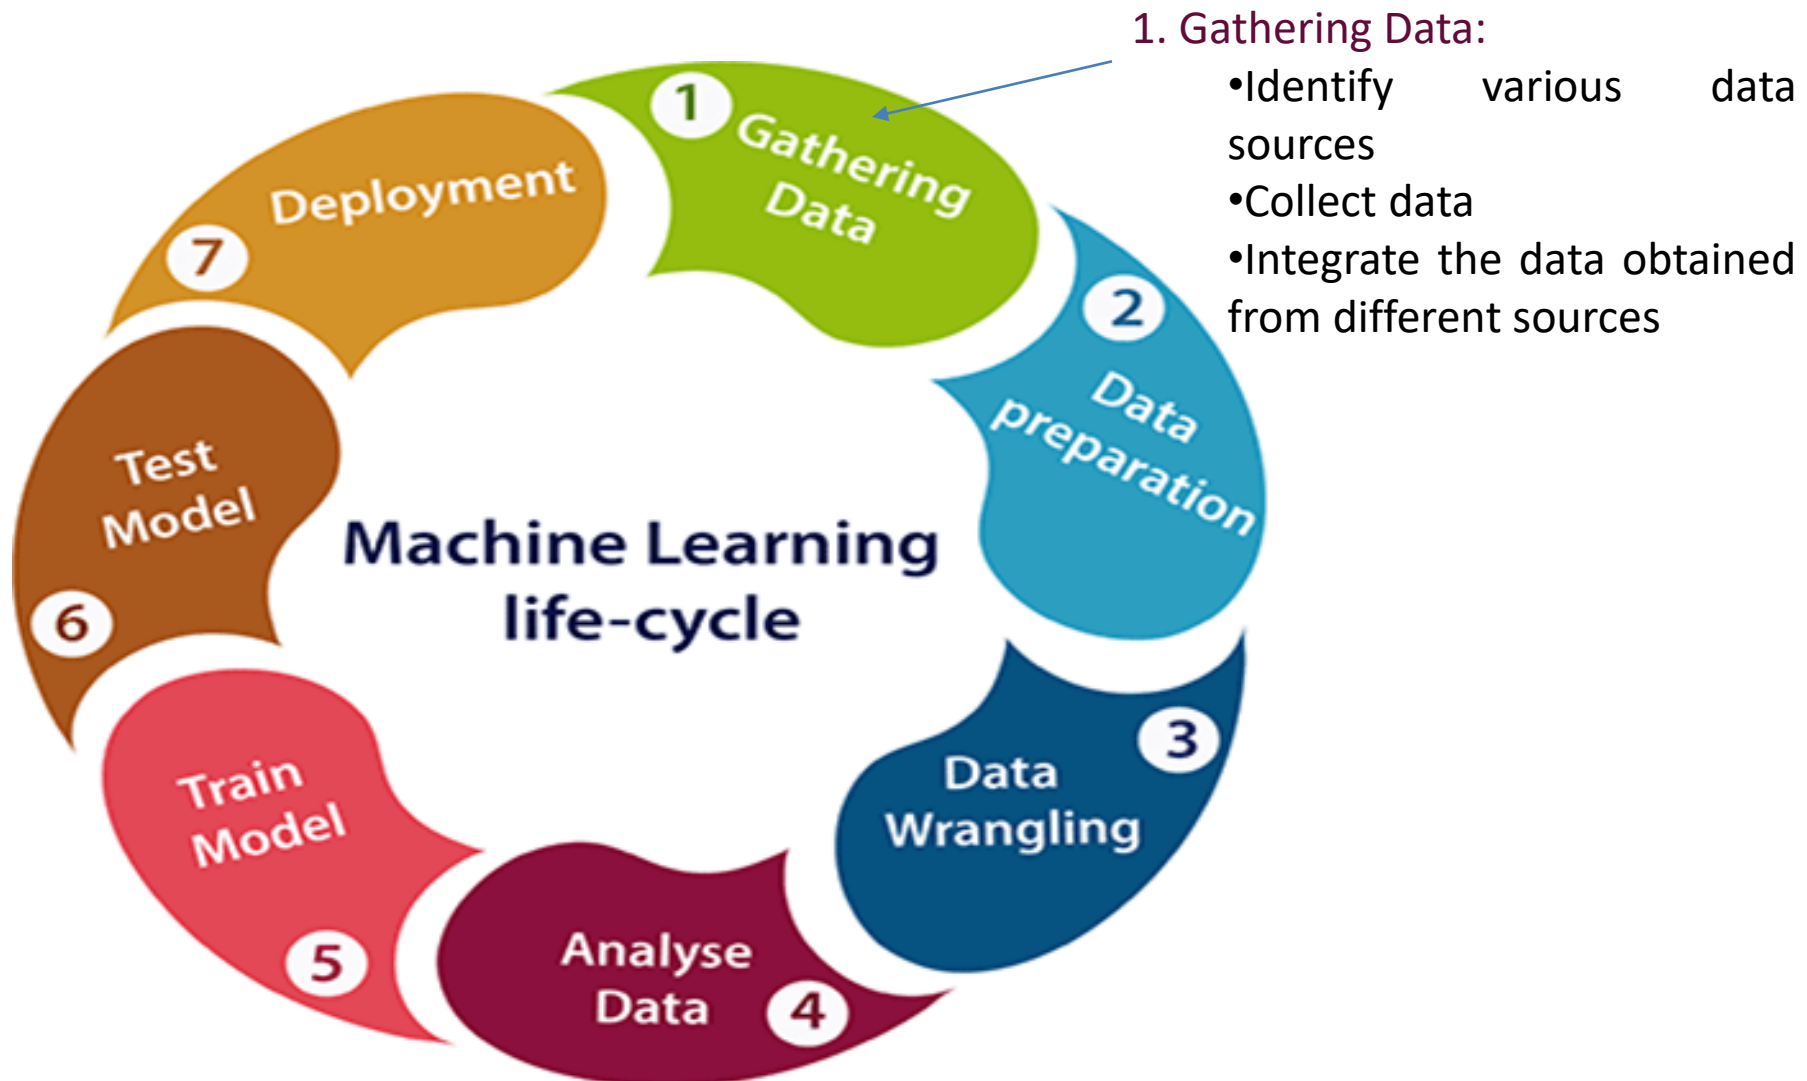 1. Gathering Data:
•Identify various data
sources
•Collect data
•Integrate the data obtained
from different sources
1
Gathering
Data
2
Data
preparation
3
Data
Wrangling
4
Analyse
Data
5
Train
Model
6
Test
Model
7
Deployment
Machine Learning
life-cycle